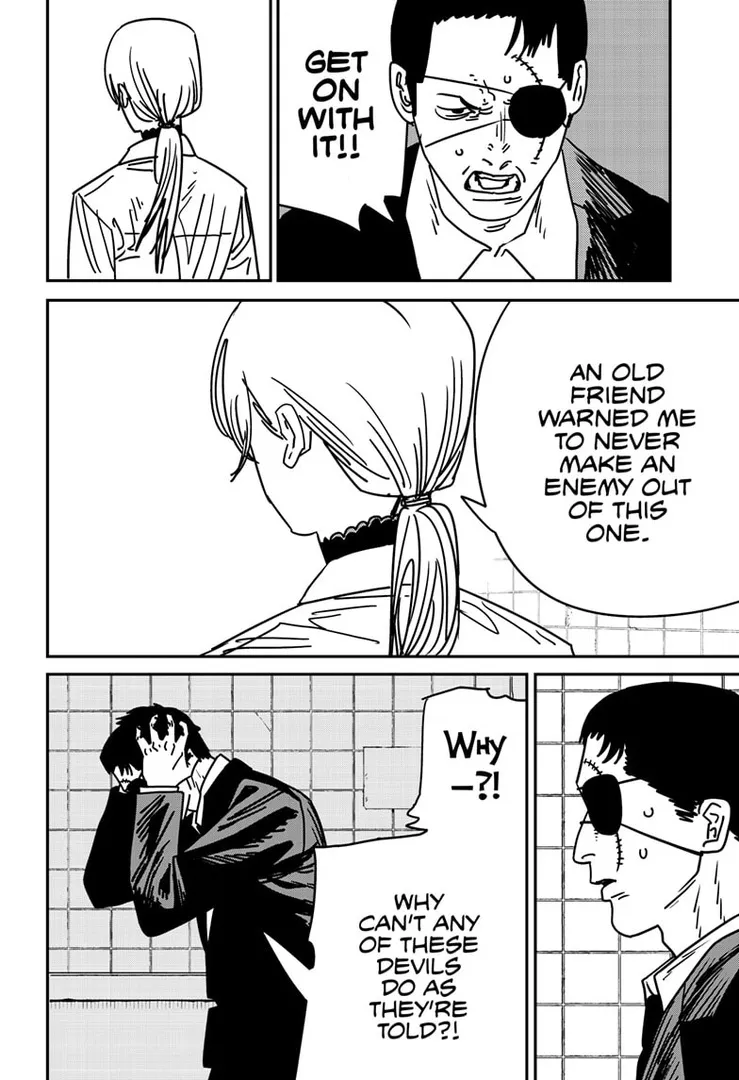 GET
ON
WITH
IT!!
AN OLD
FRIEND
WARNED ME
TO NEVER
MAKE AN
ENEMY OUT
OF THIS
ONE.
WHY
—?!
WHY
CAN'T ANY
OF THESE
DEVILS
DO AS
THEY'RE
TOLD?!